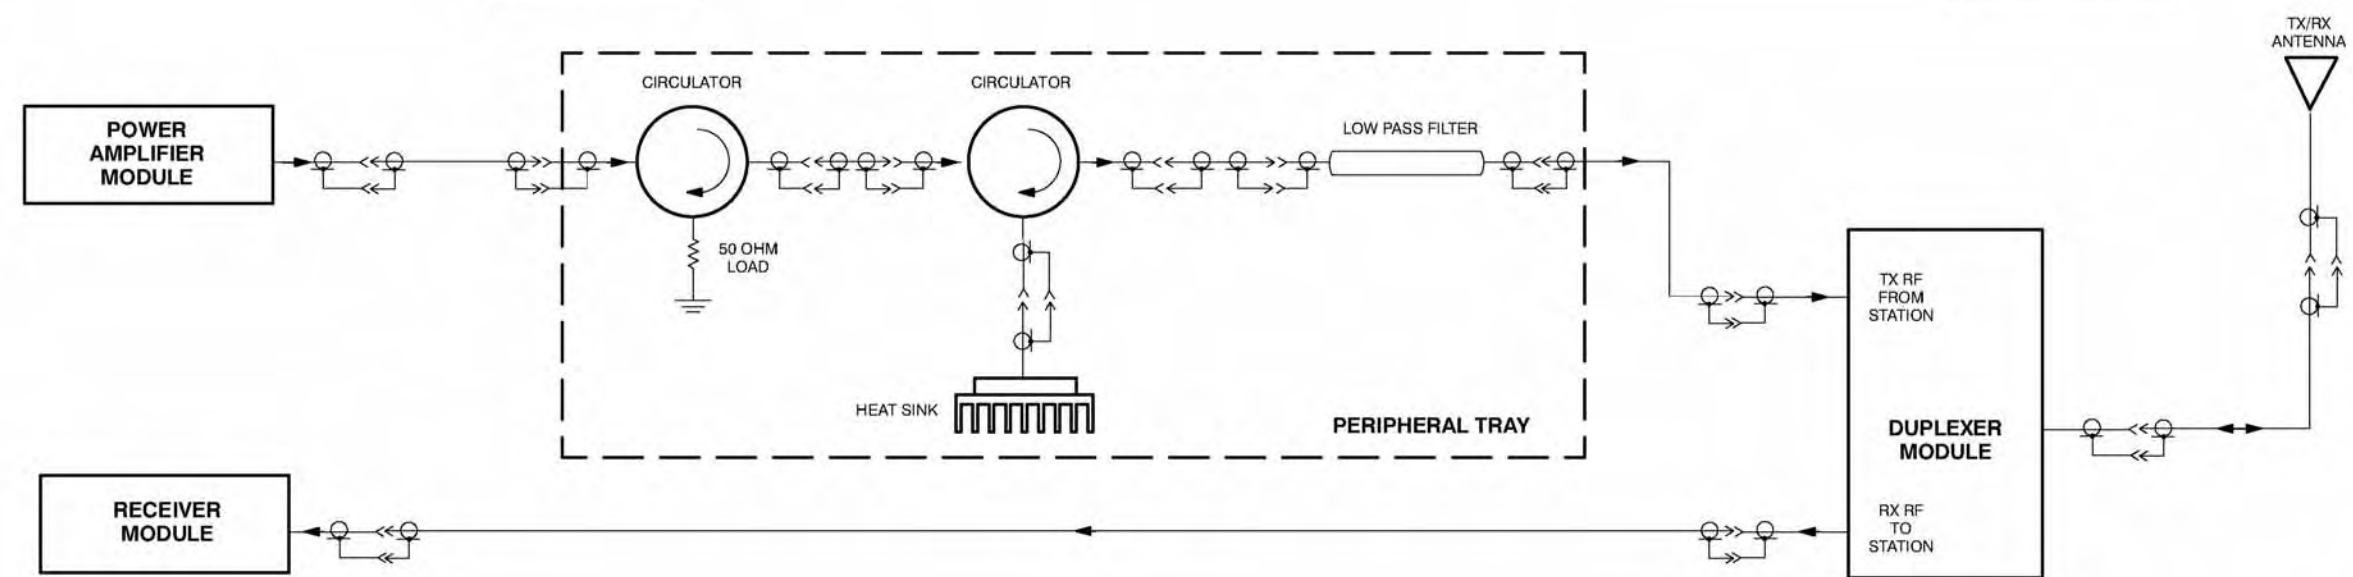 TX/RX
ANTENNA
CIRCULATOR
CIRCULATOR
POWER
AMPLIFIER
MODULE
LOW PASS FILTER
50 OHM
LOAD
TX RF
FROM
STATION
HEAT SINK
PERIPHERAL TRAY
DUPLEXER
MODULE
RECEIVER
MODULE
RX RF
TO
STATION